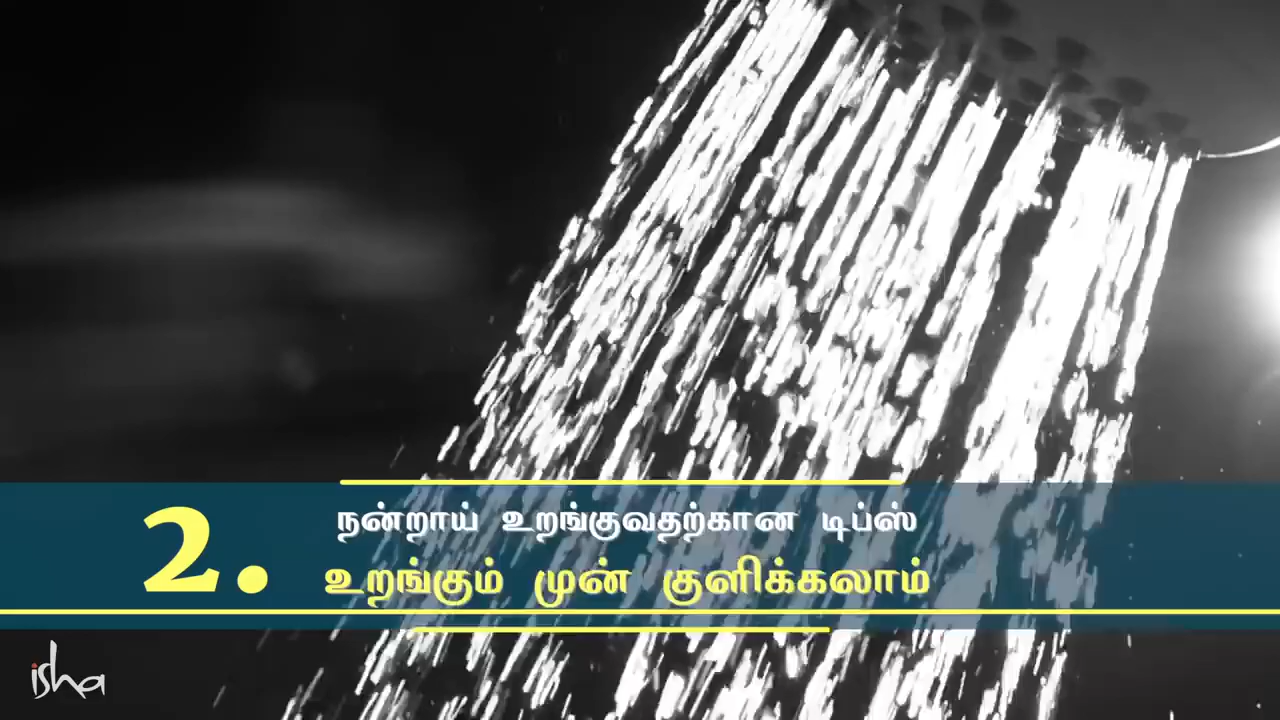 2.
நன்றாய் உறங்குவதற்கான டிப்ஸ்
உறங்கும் முன் குளிக்கலாம்
isha